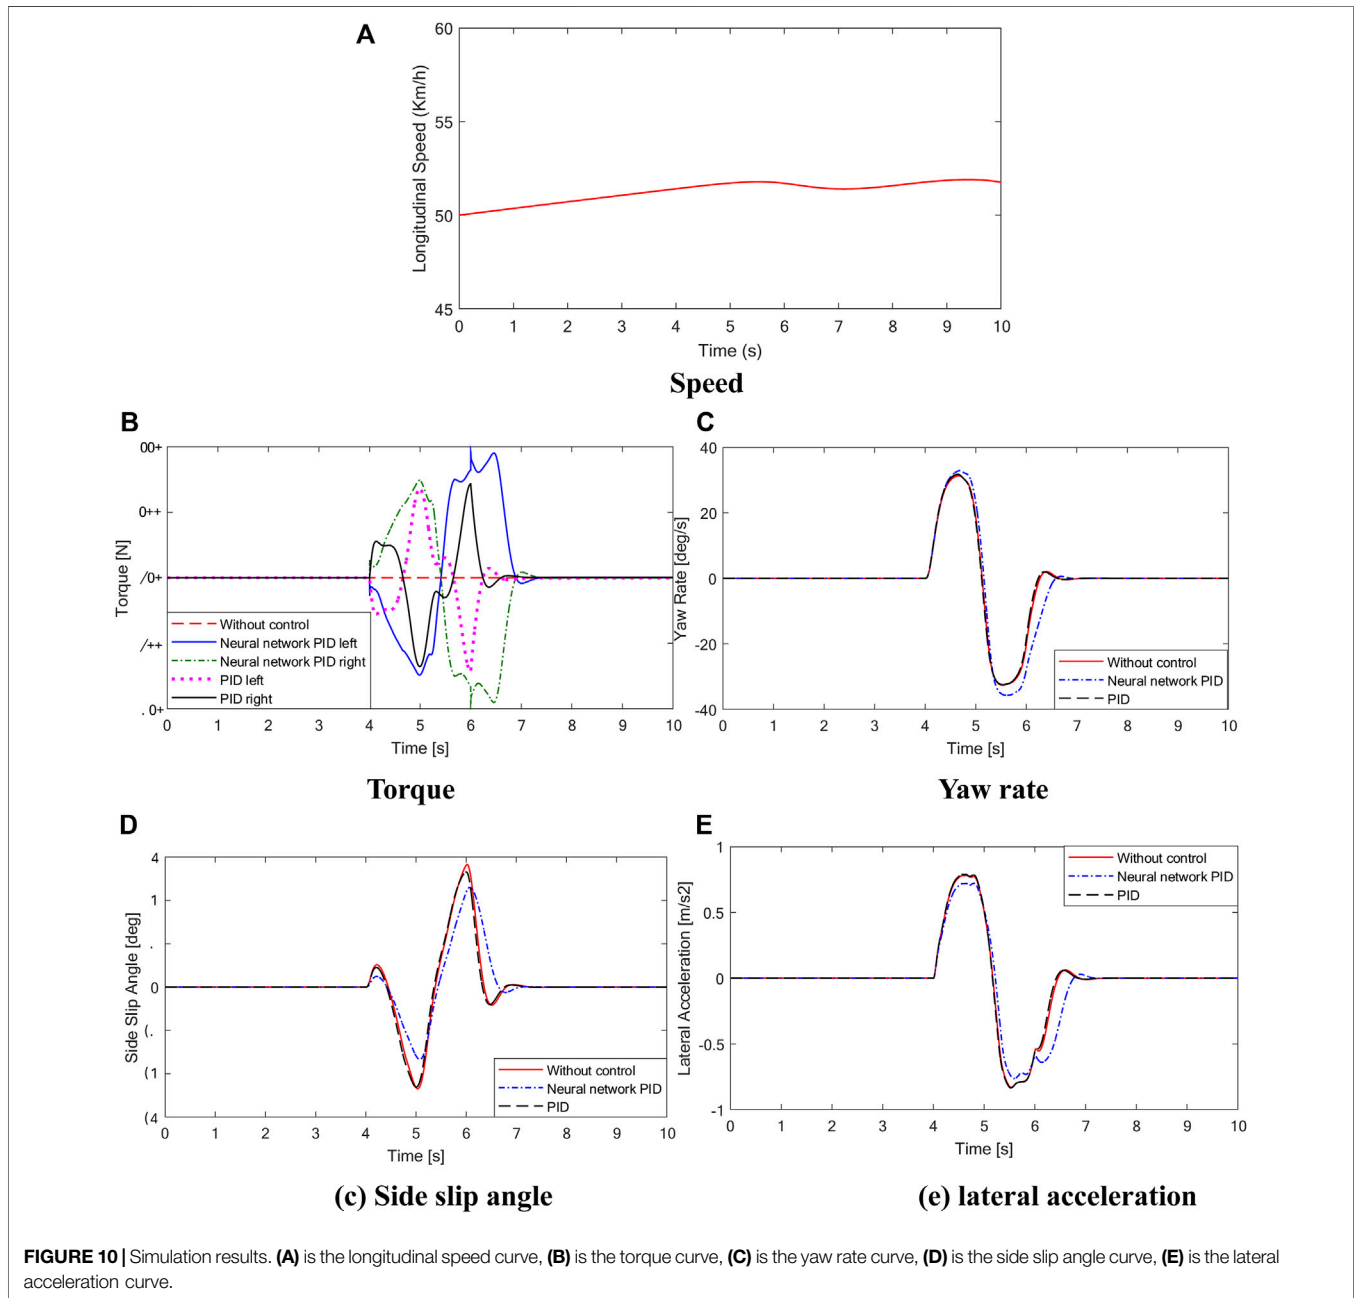 A
60
55
50
45
Longitudinal Speed (Km/h)
0 1 2 3 4 5 6 7 8 9 10
Time (s)
Speed
B
00+
0++
/0+
/++
. 0+
Torque [N]
Without control
Neural network PID left
Neural network PID right
PID left
PID right
0 1 2 3 4 5 6 7 8 9 10
Time [s]
Torque
C
40
20
0
-20
-40
Yaw Rate [deg/s]
Without control
Neural network PID
PID
0 1 2 3 4 5 6 7 8 9 10
Time [s]
Yaw rate
D
4
1
.
0
(.
(1
(4
Side Slip Angle [deg]
Without control
Neural network PID
PID
0 1 2 3 4 5 6 7 8 9 10
Time [s]
(c) Side slip angle
E
1
0.5
0
-0.5
-1
Lateral Acceleration [m/s2]
Without control
Neural network PID
PID
0 1 2 3 4 5 6 7 8 9 10
Time [s]
(e) lateral acceleration
FIGURE 10 | Simulation results. (A) is the longitudinal speed curve, (B) is the torque curve, (C) is the yaw rate curve, (D) is the side slip angle curve, (E) is the lateral
acceleration curve.